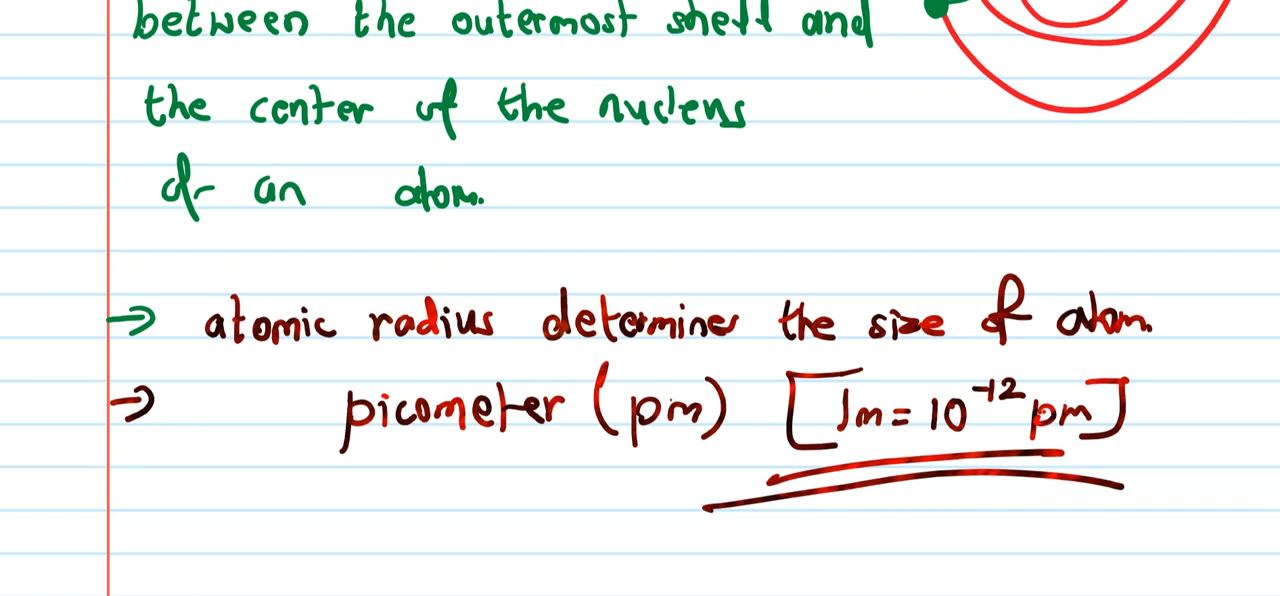 between the outermost shell and
the center of the nucleus
of an atom.
→ atomic radius determines the size of atom.
→ picometer (pm) [1m = 10⁻¹² pm]